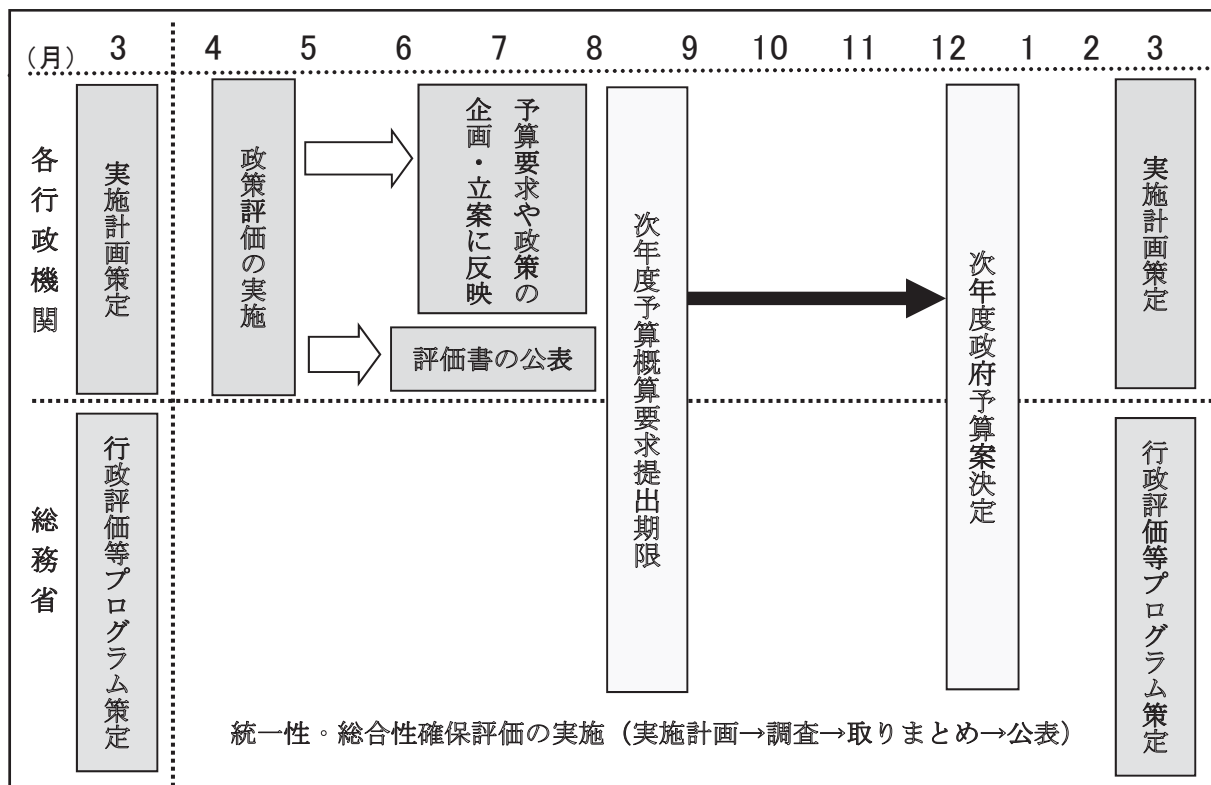 （月） 3 4 5 6 7 8 9 10 11 12 1 2 3
各行政機関
実施計画策定
政策評価の実施
予算要求や政策の
企画・立案に反映
評価書の公表
次年度予算概算要求提出期限
次年度政府予算案決定
実施計画策定
総務省
行政評価等プログラム策定
統一性。総合性確保評価の実施（実施計画→調査→取りまとめ→公表）
行政評価等プログラム策定